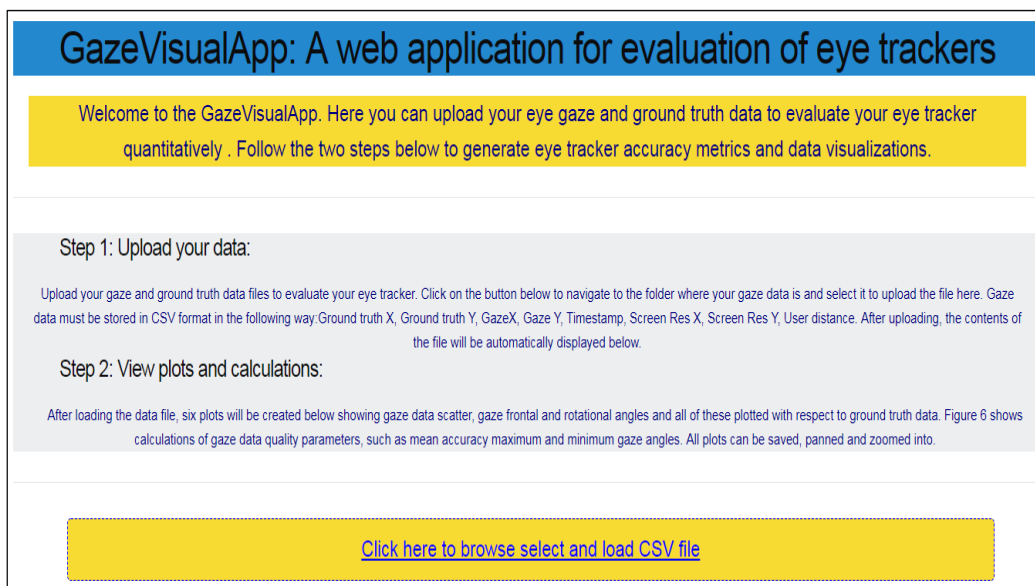 GazeVisualApp: A web application for evaluation of eye trackers
Welcome to the GazeVisualApp. Here you can upload your eye gaze and ground truth data to evaluate your eye tracker
quantitatively . Follow the two steps below to generate eye tracker accuracy metrics and data visualizations.
Step 1: Upload your data:
Upload your gaze and ground truth data files to evaluate your eye tracker. Click on the button below to navigate to the folder where your gaze data is and select it to upload the file here. Gaze
data must be stored in CSV format in the following way:Ground truth X, Ground truth Y, GazeX, Gaze Y, Timestamp, Screen Res X, Screen Res Y, User distance. After uploading, the contents of
the file will be automatically displayed below.
Step 2: View plots and calculations:
After loading the data file, six plots will be created below showing gaze data scatter, gaze frontal and rotational angles and all of these plotted with respect to ground truth data. Figure 6 shows
calculations of gaze data quality parameters, such as mean accuracy maximum and minimum gaze angles. All plots can be saved, panned and zoomed into.
Click here to browse select and load CSV file